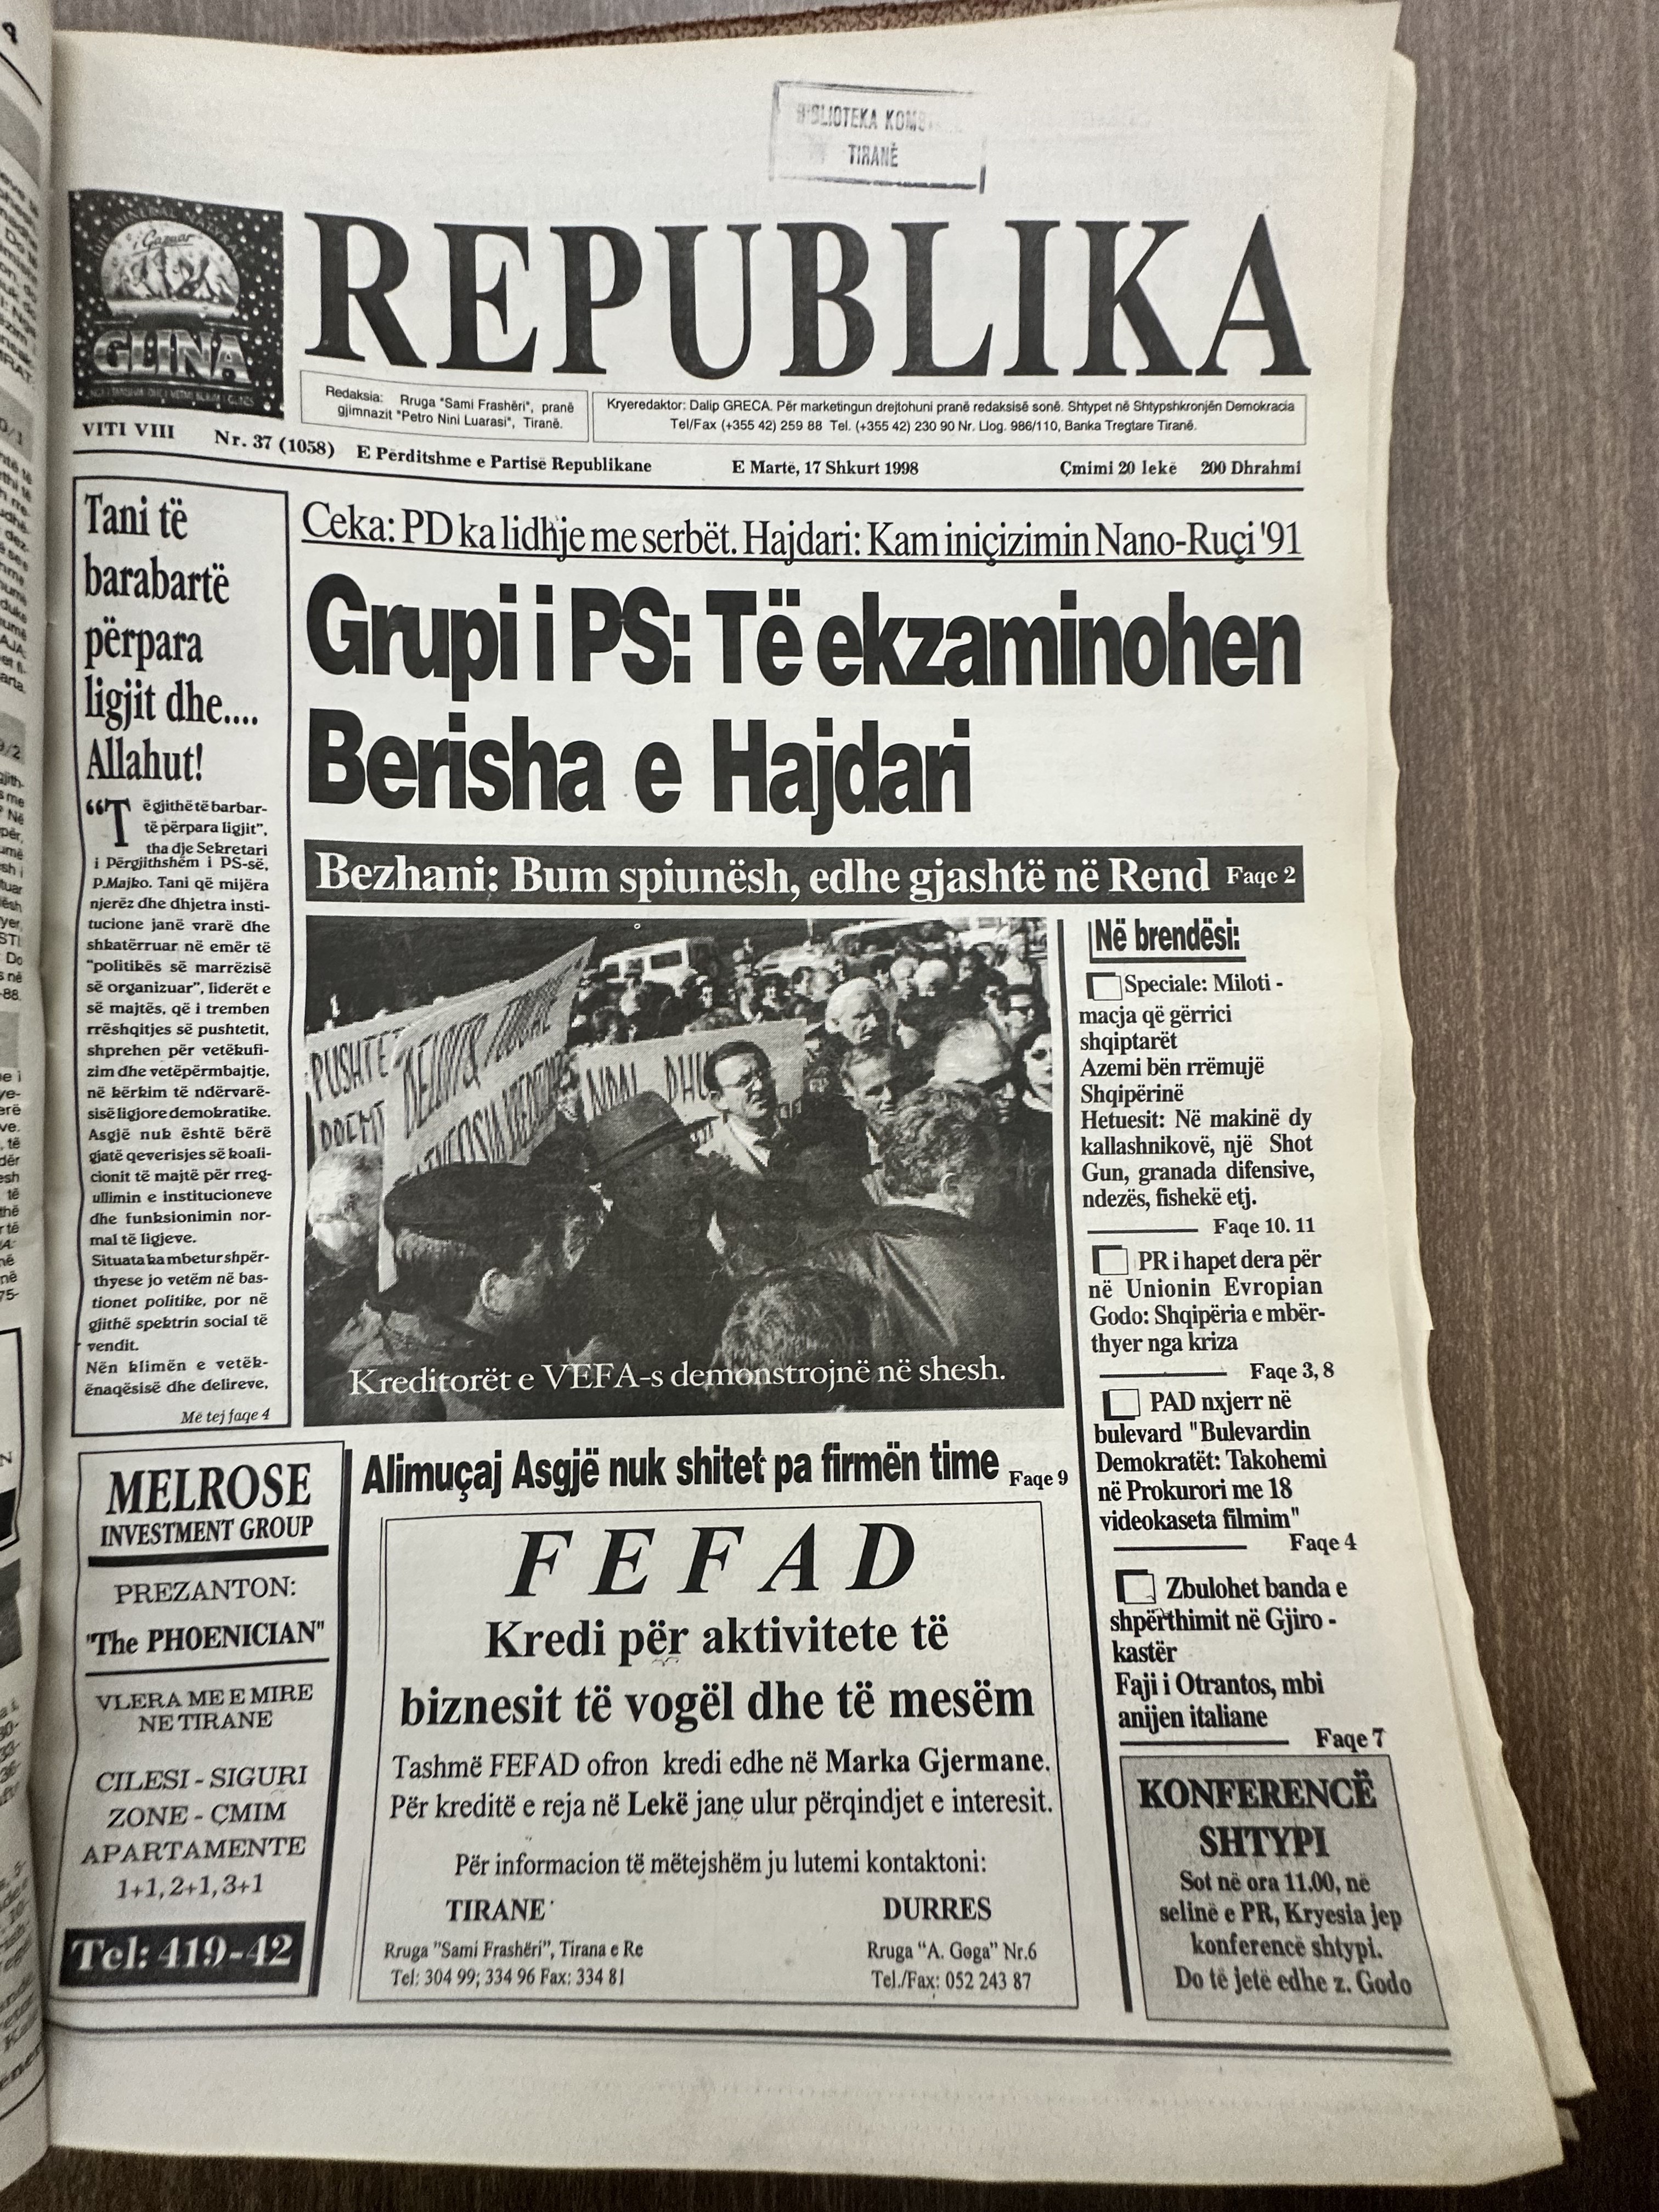 BIBLIOTEKA
TIRANË
i Gazuar
GLINA
REPUBLIKA
Redaksia: Rruga "Sami Frashëri", pranë
gjimnazit "Petro Nini Luarasi", Tiranë.
Kryeredaktor: Dalip GRECA. Për marketingun drejtohuni pranë redaksisë sonë. Shtypet në Shtypshkronjën Demokracia
Tel/Fax (+355 42) 259 88 Tel. (+355 42) 230 90 Nr. Llog. 986/110, Banka Tregtare Tiranë.
VITI VIII Nr. 37 (1058) E Përditshme e Partisë Republikane E Martë, 17 Shkurt 1998 Çmimi 20 lekë 200 Dhrahmi
Tani të
barabartë
përpara
ligjit dhe....
Allahut!
“Të gjithë të barbar-
të përpara ligjit",
tha dje Sekretari
i Përgjithshëm i PS-së,
P.Majko. Tani që mijëra
njerëz dhe dhjetra insti-
tucione janë vrarë dhe
shkatërruar në emër të
"politikës së marrëzisë
së organizuar", liderët e
së majtës, që i tremben
rrëshqitjes së pushtetit,
shprehen për vetëkufi-
zim dhe vetëpërmbajtje,
në kërkim të ndërvarë-
sisë ligjore demokratike.
Asgjë nuk është bërë
gjatë qeverisjes së koali-
cionit të majtë për rreg-
ullimin e institucioneve
dhe funksionimin nor-
mal të ligjeve.
Situata ka mbetur shpër-
thyese jo vetëm në bas-
tionet politike, por në
gjithë spektrin social të
vendit.
Nën klimën e vetëk-
ënaqësisë dhe delireve,
Më tej faqe 4
Ceka: PD ka lidhje me serbët. Hajdari: Kam iniçizimin Nano-Ruçi '91
Grupi i PS: Të ekzaminohen
Berisha e Hajdari
Bezhani: Bum spiunësh, edhe gjashtë në Rend Faqe 2
PUSHTE
NDAL DHU
Kreditorët e VEFA-s demonstrojnë në shesh.
Në brendësi:
Speciale: Miloti -
macja që gërrici
shqiptarët
Azemi bën rrëmujë
Shqipërinë
Hetuesit: Në makinë dy
kallashnikovë, një Shot
Gun, granada difensive,
ndezës, fishekë etj.
Faqe 10. 11
PR i hapet dera për
në Unionin Evropian
Godo: Shqipëria e mbër-
thyer nga kriza
Faqe 3, 8
PAD nxjerr në
bulevard "Bulevardin
Demokratët: Takohemi
në Prokurori me 18
videokaseta filmim"
Faqe 4
Zbulohet banda e
shpërthimit në Gjiro -
kastër
Faji i Otrantos, mbi
anijen italiane
Faqe 7
KONFERENCË
SHTYPI
Sot në ora 11.00, në
selinë e PR, Kryesia jep
konferencë shtypi.
Do të jetë edhe z. Godo
Alimuçaj Asgjë nuk shitet pa firmën time Faqe 9
MELROSE
INVESTMENT GROUP
PREZANTON:
"The PHOENICIAN"
VLERA ME E MIRE
NE TIRANE
CILESI - SIGURI
ZONE - ÇMIM
APARTAMENTE
1+1, 2+1, 3+1
Tel: 419-42
FEFAD
Kredi për aktivitete të
biznesit të vogël dhe të mesëm
Tashmë FEFAD ofron kredi edhe në Marka Gjermane.
Për kreditë e reja në Lekë janë ulur përqindjet e interesit.
Për informacion të mëtejshëm ju lutemi kontaktoni:
TIRANE
Rruga "Sami Frashëri", Tirana e Re
Tel: 304 99; 334 96 Fax: 334 81
DURRES
Rruga "A. Goga" Nr.6
Tel./Fax: 052 243 87